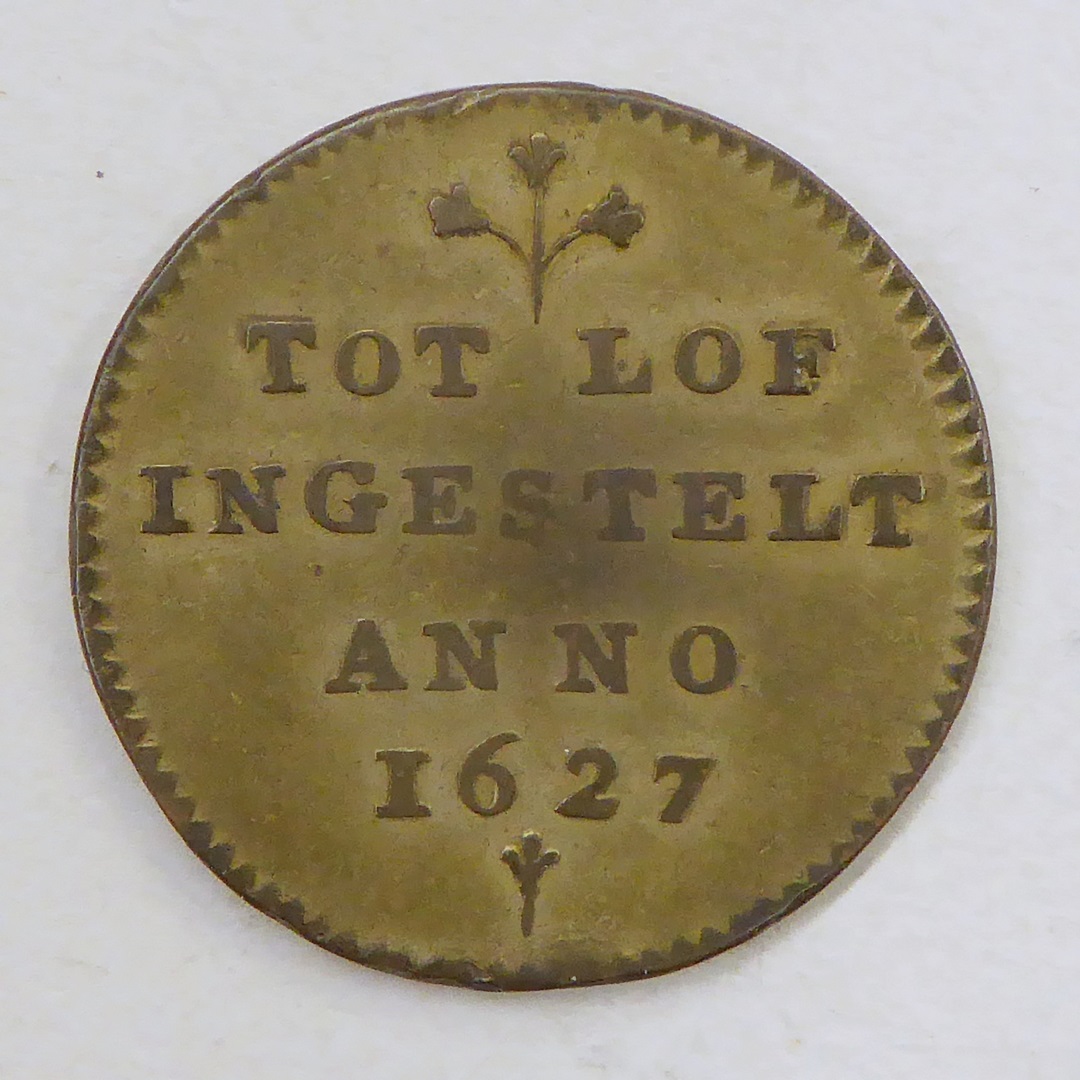 TOT LOF
INGESTELT
ANNO
1627